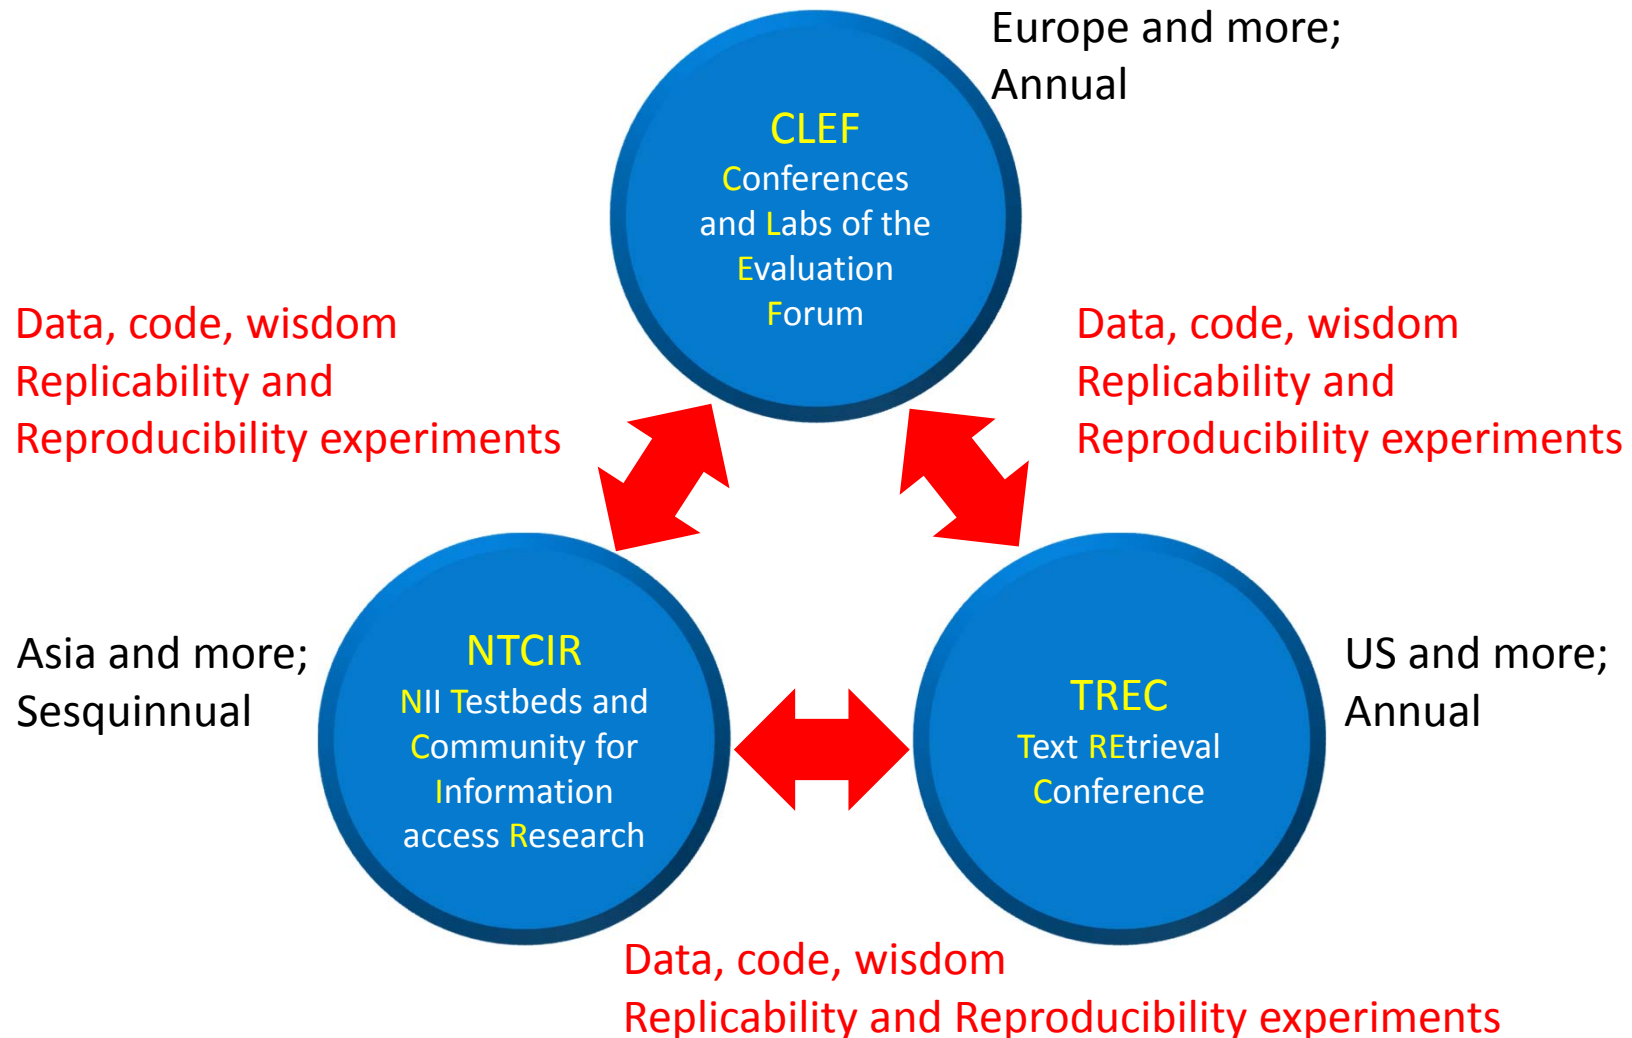 Europe and more;
Annual
CLEF
Conferences
and Labs of the
Evaluation
Forum
Data, code, wisdom
Replicability and
Reproducibility experiments
Data, code, wisdom
Replicability and
Reproducibility experiments
Asia and more;
Sesquinnual
NTCIR
NII Testbeds and
Community for
Information
access Research
TREC
Text REtrieval
Conference
US and more;
Annual
Data, code, wisdom
Replicability and Reproducibility experiments